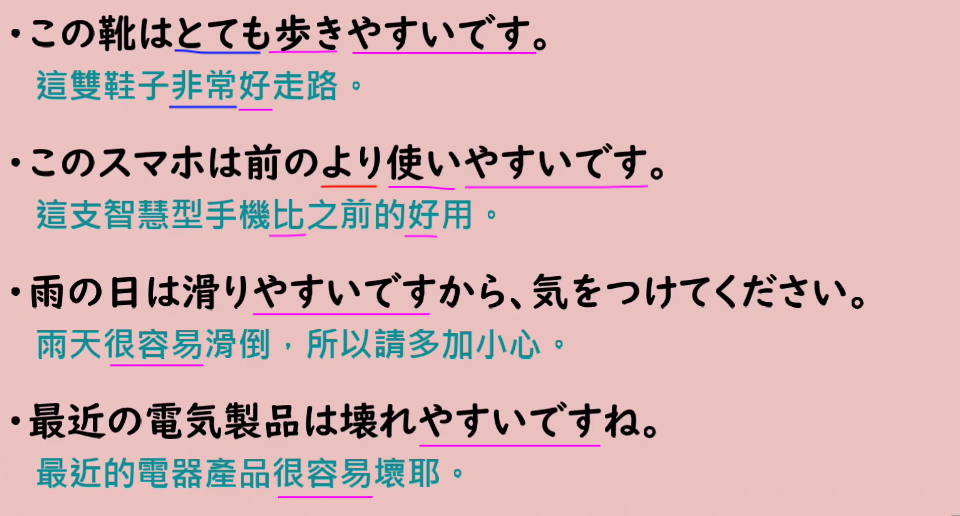 ・この靴はとても歩きやすいです。
這雙鞋子非常好走路。
・このスマホは前のより使いやすいです。
這支智慧型手機比之前的好用。
・雨の日は滑りやすいですから、気をつけてください。
雨天很容易滑倒，所以請多加小心。
・最近の電気製品は壊れやすいですね。
最近的電器產品很容易壞耶。